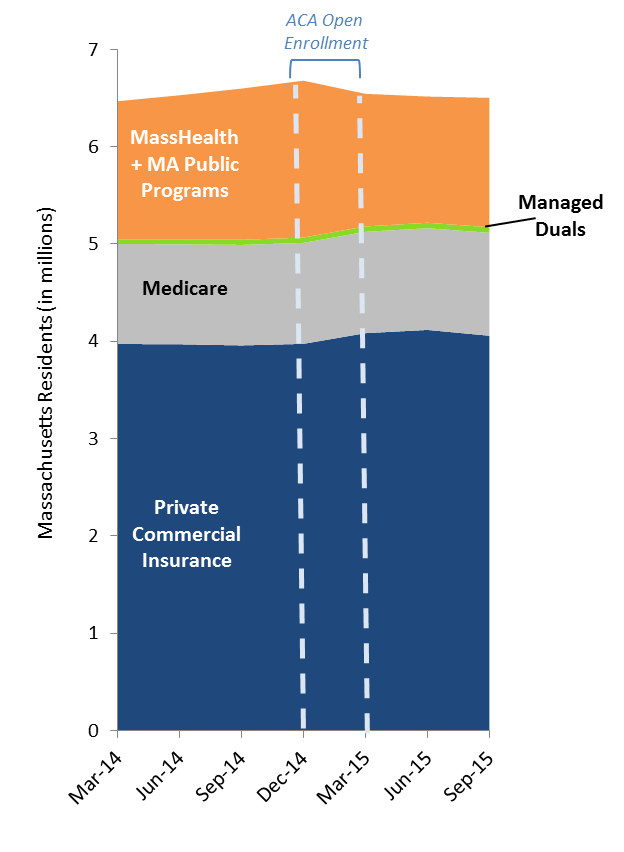 ACA Open
Enrollment
7
6
5
4
3
2
1
0
Massachusetts Residents (in millions)
MassHealth
+ MA Public
Programs
Managed
Duals
Medicare
Private
Commercial
Insurance
Mar-14
Jun-14
Sep-14
Dec-14
Mar-15
Jun-15
Sep-15